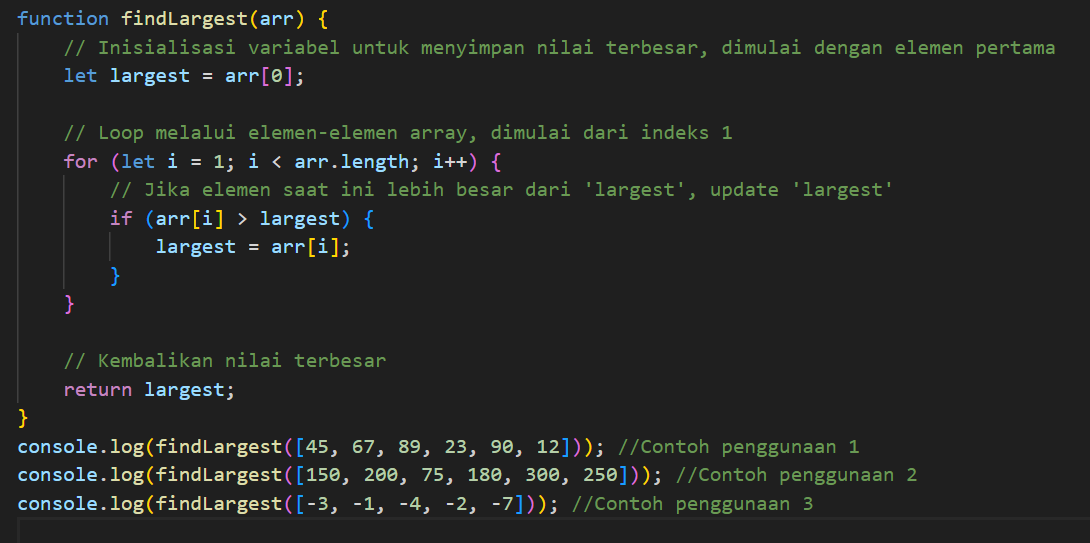 function findLargest(arr) {
    // Inisialisasi variabel untuk menyimpan nilai terbesar, dimulai dengan elemen pertama
    let largest = arr[0];

    // Loop melalui elemen-elemen array, dimulai dari indeks 1
    for (let i = 1; i < arr.length; i++) {
        // Jika elemen saat ini lebih besar dari 'largest', update 'largest'
        if (arr[i] > largest) {
            largest = arr[i];
        }
    }

    // Kembalikan nilai terbesar
    return largest;
}
console.log(findLargest([45, 67, 89, 23, 90, 12])); //Contoh penggunaan 1
console.log(findLargest([150, 200, 75, 180, 300, 250])); //Contoh penggunaan 2
console.log(findLargest([-3, -1, -4, -2, -7])); //Contoh penggunaan 3